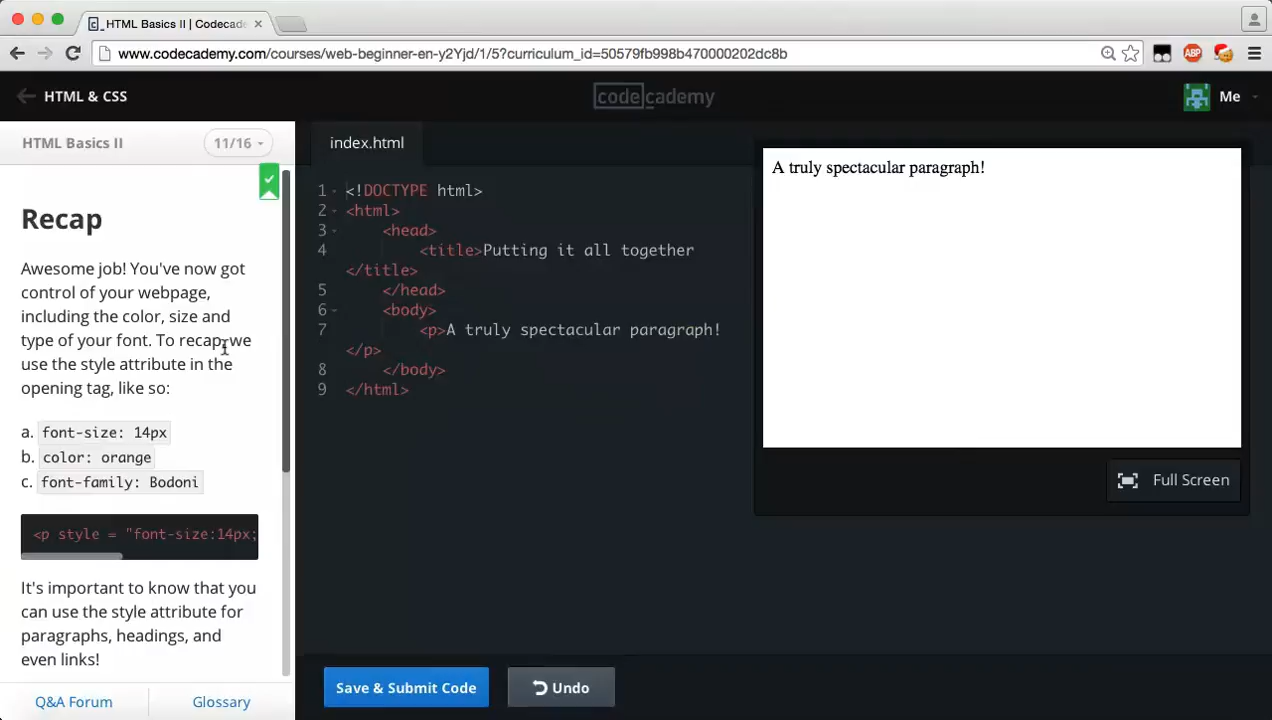 HTML Basics II | Codecade
www.codecademy.com/courses/web-beginner-en-y2Yjd/1/5?curriculum_id=50579fb998b470000202dc8b
ABP
HTML & CSS
codecademy
Me
HTML Basics II
11/16
index.html
Recap
Awesome job! You've now got
control of your webpage,
including the color, size and
type of your font. To recap, we
use the style attribute in the
opening tag, like so:
a. font-size: 14px
b. color: orange
c. font-family: Bodoni
<p style = "font-size:14px;
It's important to know that you
can use the style attribute for
paragraphs, headings, and
even links!
Q&A Forum
Glossary
1 <!DOCTYPE html>
2 <html>
3 <head>
4 <title>Putting it all together
</title>
5 </head>
6 <body>
7 <p>A truly spectacular paragraph!
</p>
8 </body>
9 </html>
Save & Submit Code
Undo
A truly spectacular paragraph!
Full Screen